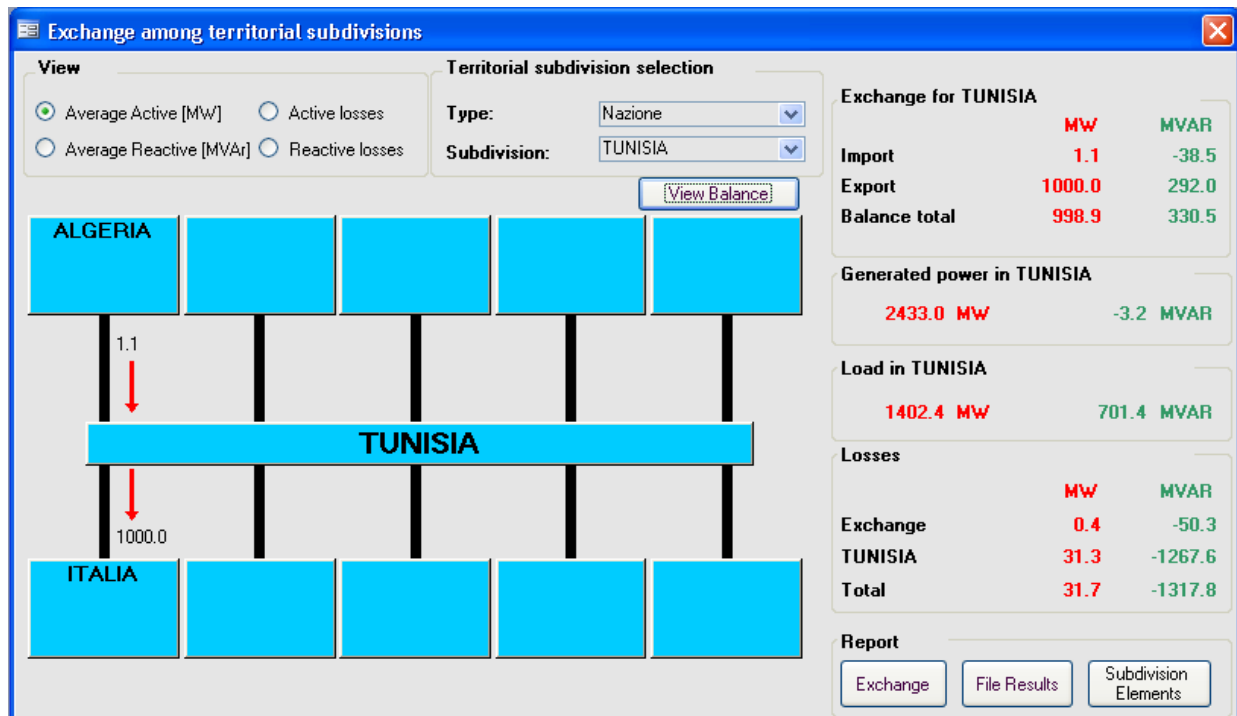 Exchange among territorial subdivisions
View
Average Active [MW] Active losses
Average Reactive [MVAr] Reactive losses
Territorial subdivision selection
Type: Nazione
Subdivision: TUNISIA
View Balance
ALGERIA
1.1
TUNISIA
1000.0
ITALIA
Exchange for TUNISIA
MW MVAR
Import 1.1 -38.5
Export 1000.0 292.0
Balance total 998.9 330.5
Generated power in TUNISIA
2433.0 MW -3.2 MVAR
Load in TUNISIA
1402.4 MW 701.4 MVAR
Losses
MW MVAR
Exchange 0.4 -50.3
TUNISIA 31.3 -1267.6
Total 31.7 -1317.8
Report
Exchange
File Results
Subdivision
Elements